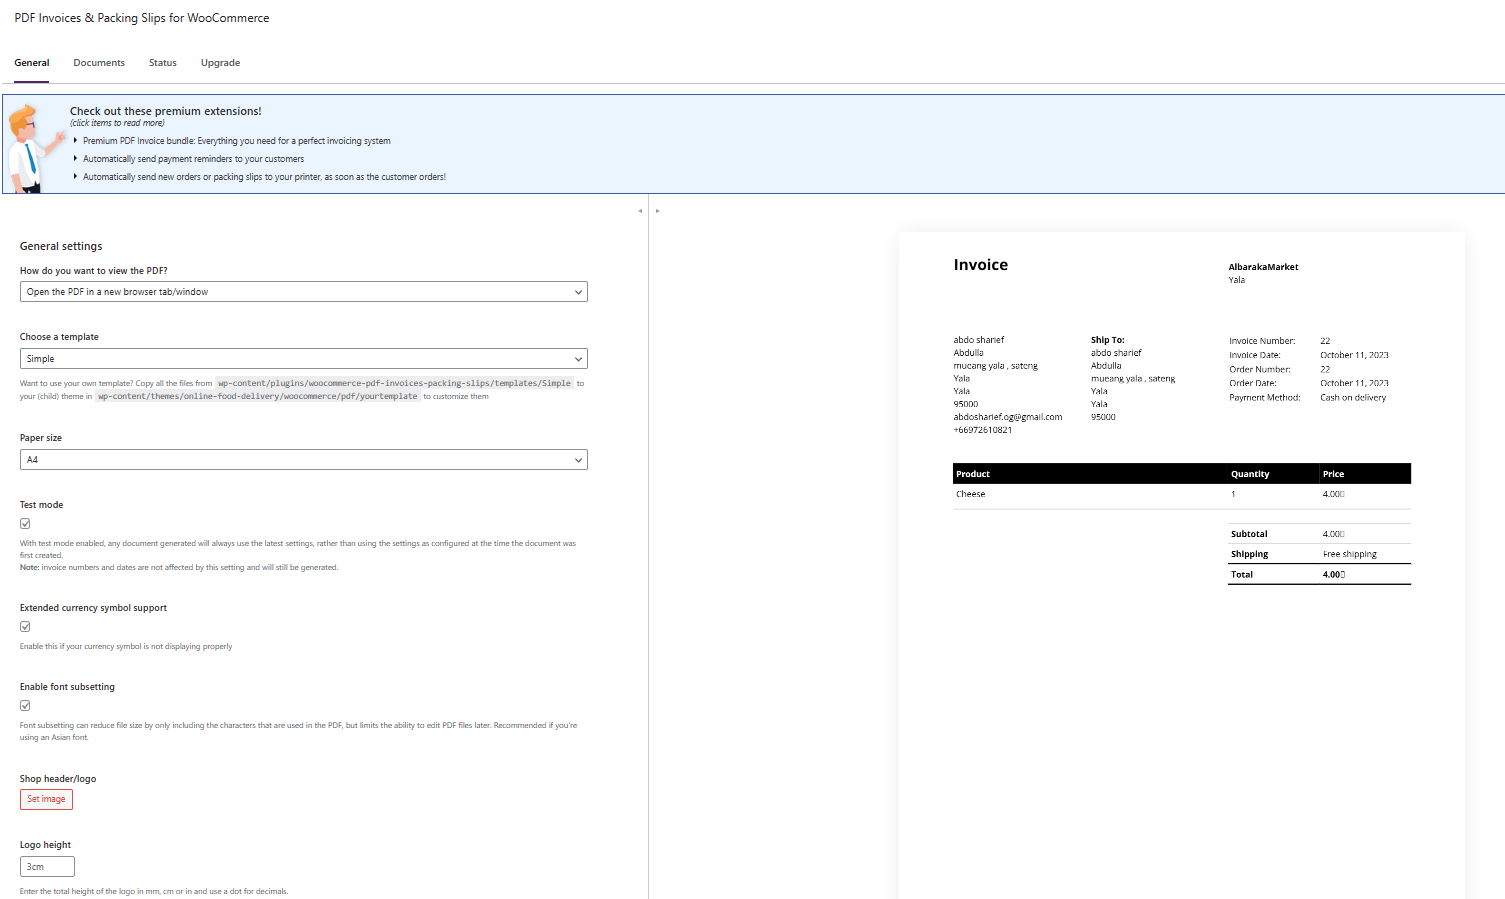 PDF Invoices & Packing Slips for WooCommerce
General Documents Status Upgrade
Check out these premium extensions!
(click items to read more)
Premium PDF Invoice bundle: Everything you need for a perfect invoicing system
Automatically send payment reminders to your customers
Automatically send new orders or packing slips to your printer, as soon as the customer orders!
General settings
How do you want to view the PDF?
Open the PDF in a new browser tab/window
Choose a template
Simple
Want to use your own template? Copy all the files from wp-content/plugins/woocommerce-pdf-invoices-packing-slips/templates/Simple to
your (child) theme in wp-content/themes/online-food-delivery/woocommerce/pdf/yourtemplate to customize them
Paper size
A4
Test mode
With test mode enabled, any document generated will always use the latest settings, rather than using the settings as configured at the time the document was
first created.
Note: invoice numbers and dates are not affected by this setting and will still be generated.
Extended currency symbol support
Enable this if your currency symbol is not displaying properly
Enable font subsetting
Font subsetting can reduce file size by only including the characters that are used in the PDF, but limits the ability to edit PDF files later. Recommended if you're
using an Asian font.
Shop header/logo
Set image
Logo height
3cm
Enter the total height of the logo in mm, cm or in and use a dot for decimals.
Invoice
AlbarakaMarket
Yala
abdo sharief
Abdulla
mueang yala , sateng
Yala
Yala
95000
abdosharief.og@gmail.com
+66972610821
Ship To:
abdo sharief
Abdulla
mueang yala , sateng
Yala
Yala
95000
Invoice Number: 22
Invoice Date: October 11, 2023
Order Number: 22
Order Date: October 11, 2023
Payment Method: Cash on delivery
Product Quantity Price
Cheese 1 4.00▯
Subtotal 4.00▯
Shipping Free shipping
Total 4.00▯